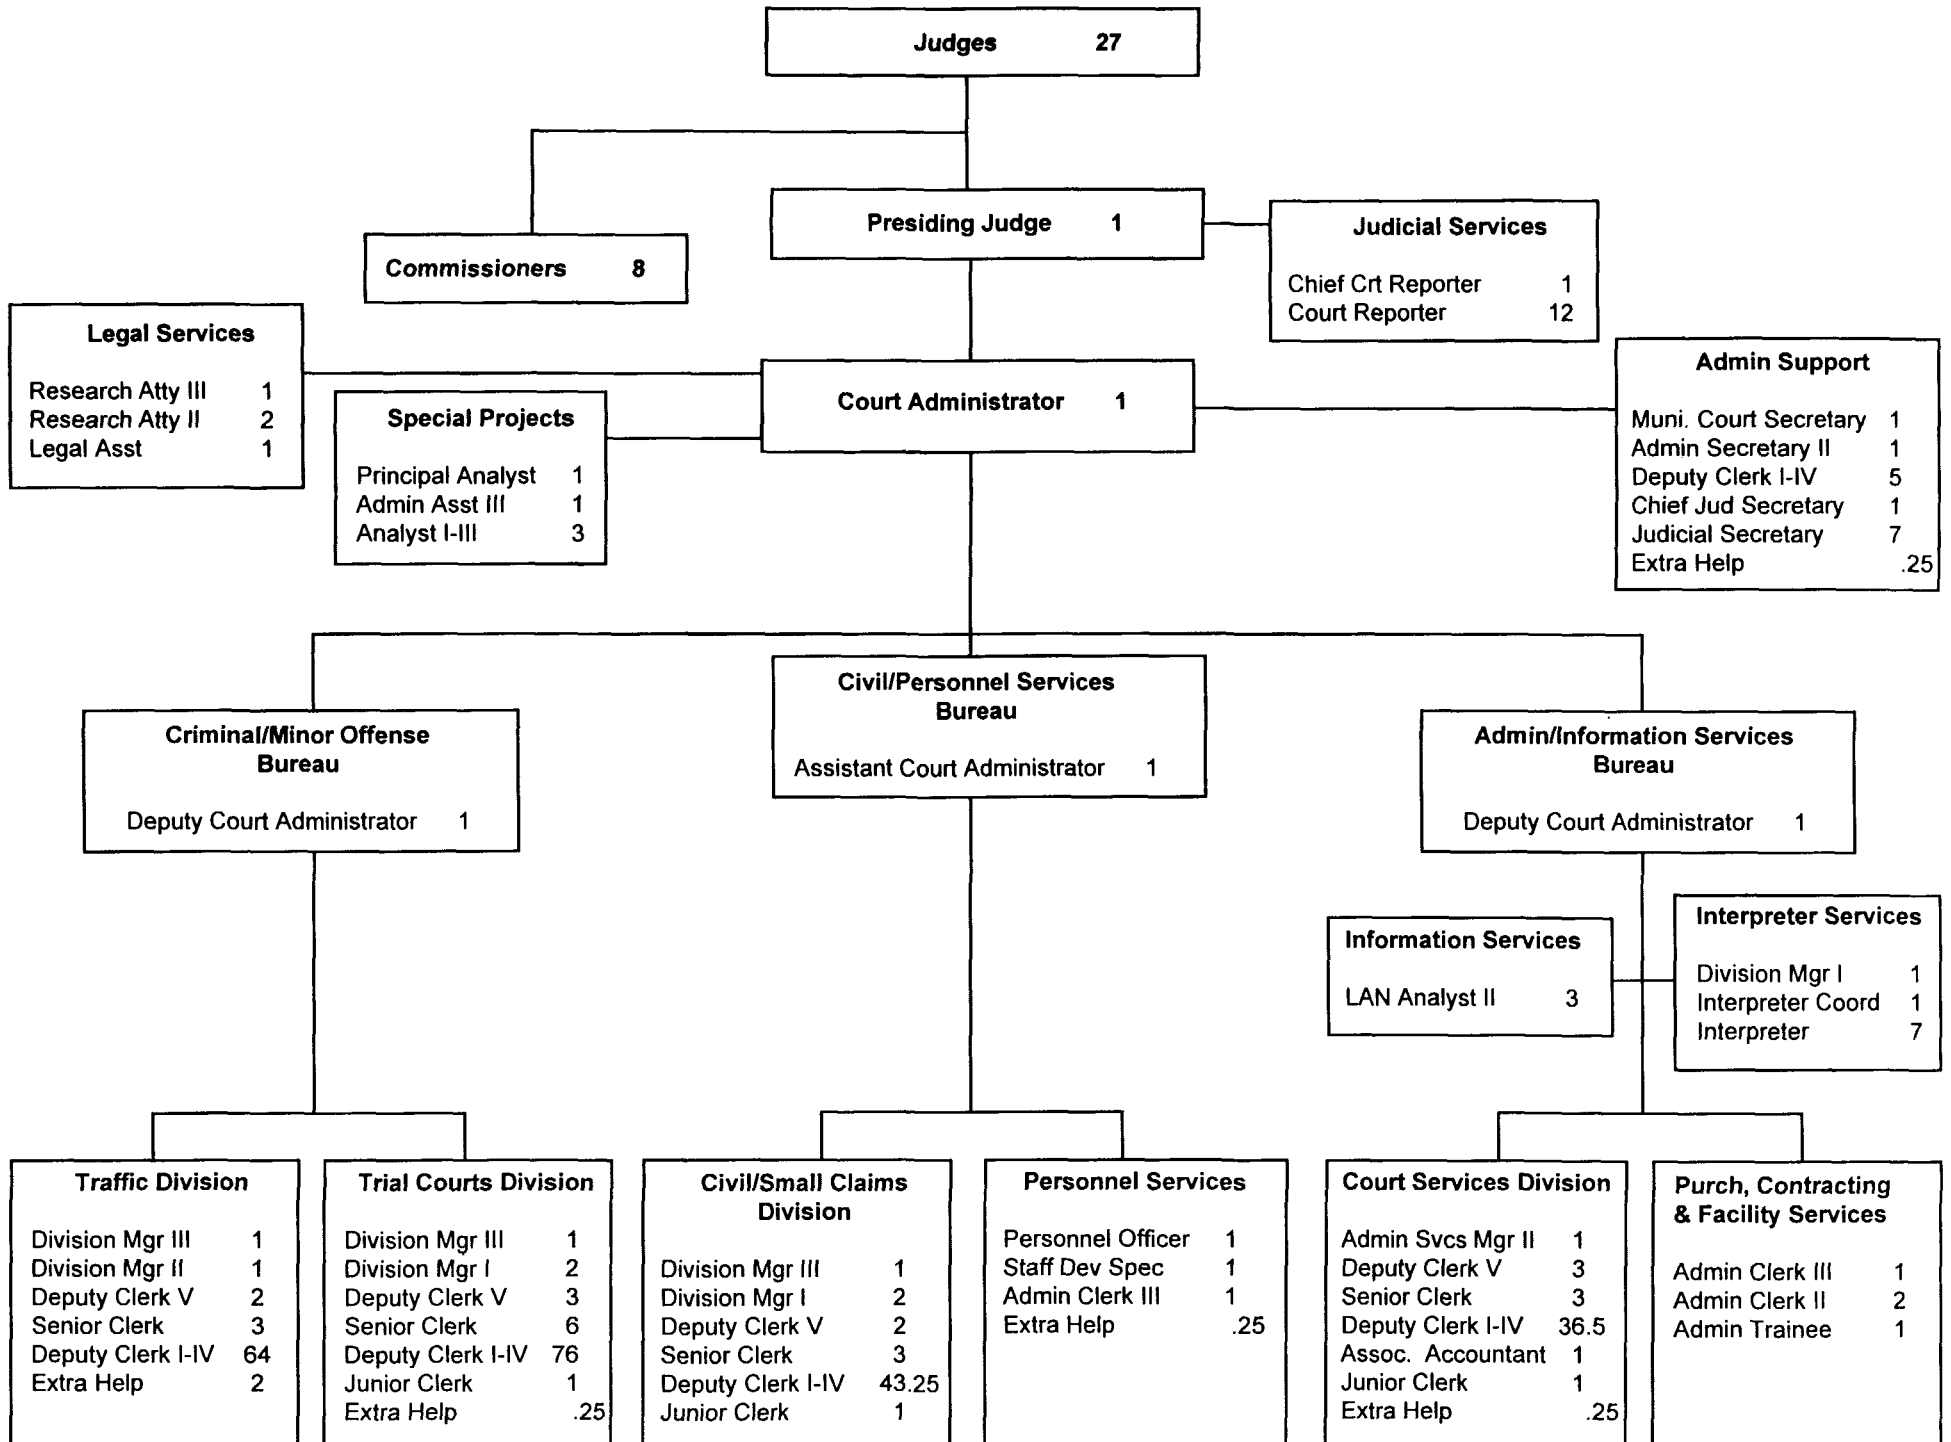 Judges 27
Presiding Judge 1
Commissioners 8
Judicial Services
Chief Crt Reporter 1
Court Reporter 12
Legal Services
Research Atty III 1
Research Atty II 2
Legal Asst 1
Special Projects
Principal Analyst 1
Admin Asst III 1
Analyst I-III 3
Court Administrator 1
Admin Support
Muni. Court Secretary 1
Admin Secretary II 1
Deputy Clerk I-IV 5
Chief Jud Secretary 1
Judicial Secretary 7
Extra Help .25
Criminal/Minor Offense
Bureau
Deputy Court Administrator 1
Civil/Personnel Services
Bureau
Assistant Court Administrator 1
Admin/Information Services
Bureau
Deputy Court Administrator 1
Information Services
LAN Analyst II 3
Interpreter Services
Division Mgr I 1
Interpreter Coord 1
Interpreter 7
Traffic Division
Division Mgr III 1
Division Mgr II 1
Deputy Clerk V 2
Senior Clerk 3
Deputy Clerk I-IV 64
Extra Help 2
Trial Courts Division
Division Mgr III 1
Division Mgr I 2
Deputy Clerk V 3
Senior Clerk 6
Deputy Clerk I-IV 76
Junior Clerk 1
Extra Help .25
Civil/Small Claims
Division
Division Mgr III 1
Division Mgr I 2
Deputy Clerk V 2
Senior Clerk 3
Deputy Clerk I-IV 43.25
Junior Clerk 1
Personnel Services
Personnel Officer 1
Staff Dev Spec 1
Admin Clerk III 1
Extra Help .25
Court Services Division
Admin Svcs Mgr II 1
Deputy Clerk V 3
Senior Clerk 3
Deputy Clerk I-IV 36.5
Assoc. Accountant 1
Junior Clerk 1
Extra Help .25
Purch, Contracting
& Facility Services
Admin Clerk III 1
Admin Clerk II 2
Admin Trainee 1